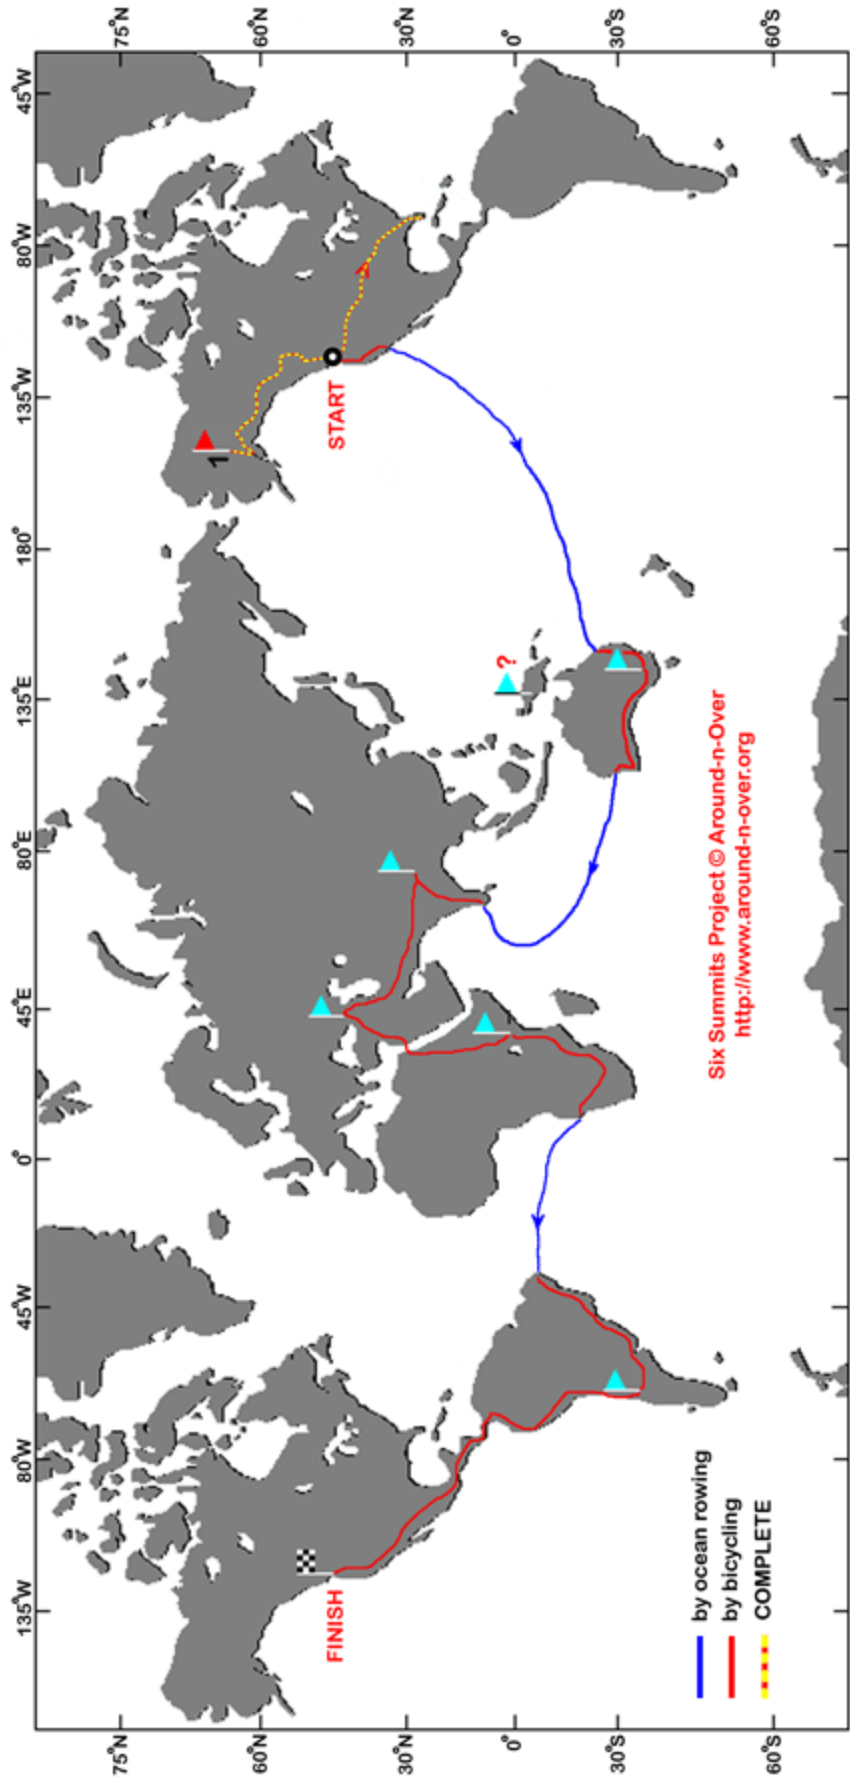 135°W 80°W 45°W 0° 45°E 80°E 135°E 180° 135°W 80°W 45°W
75°N 75°N
1
60°N 60°N
FINISH START
30°N 30°N
?
0° 0°
30°S 30°S
by ocean rowing
by bicycling
COMPLETE
Six Summits Project © Around-n-Over
http://www.around-n-over.org
60°S 60°S